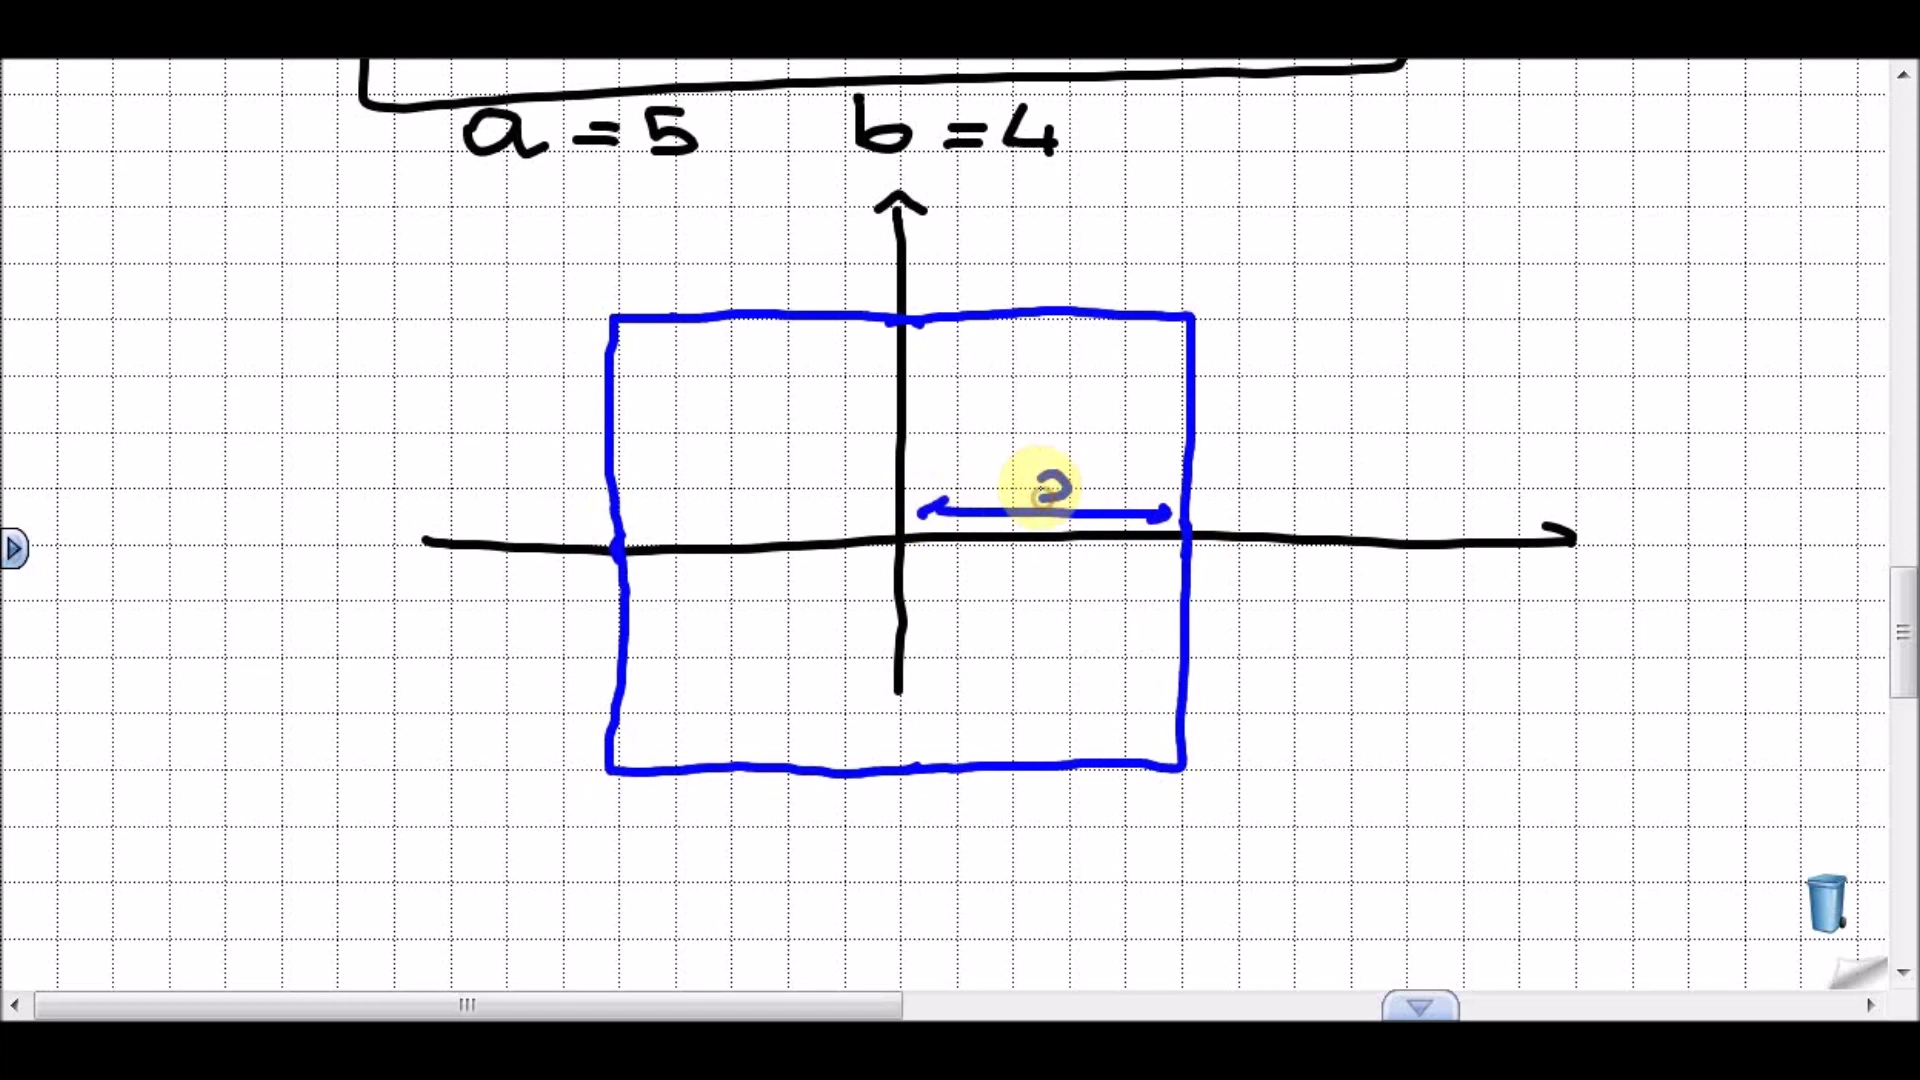 a = 5 b = 4